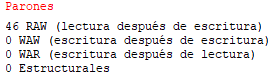 Parones
46 RAW (lectura después de escritura)
0 WAW (escritura después de escritura)
0 WAR (escritura después de lectura)
0 Estructurales